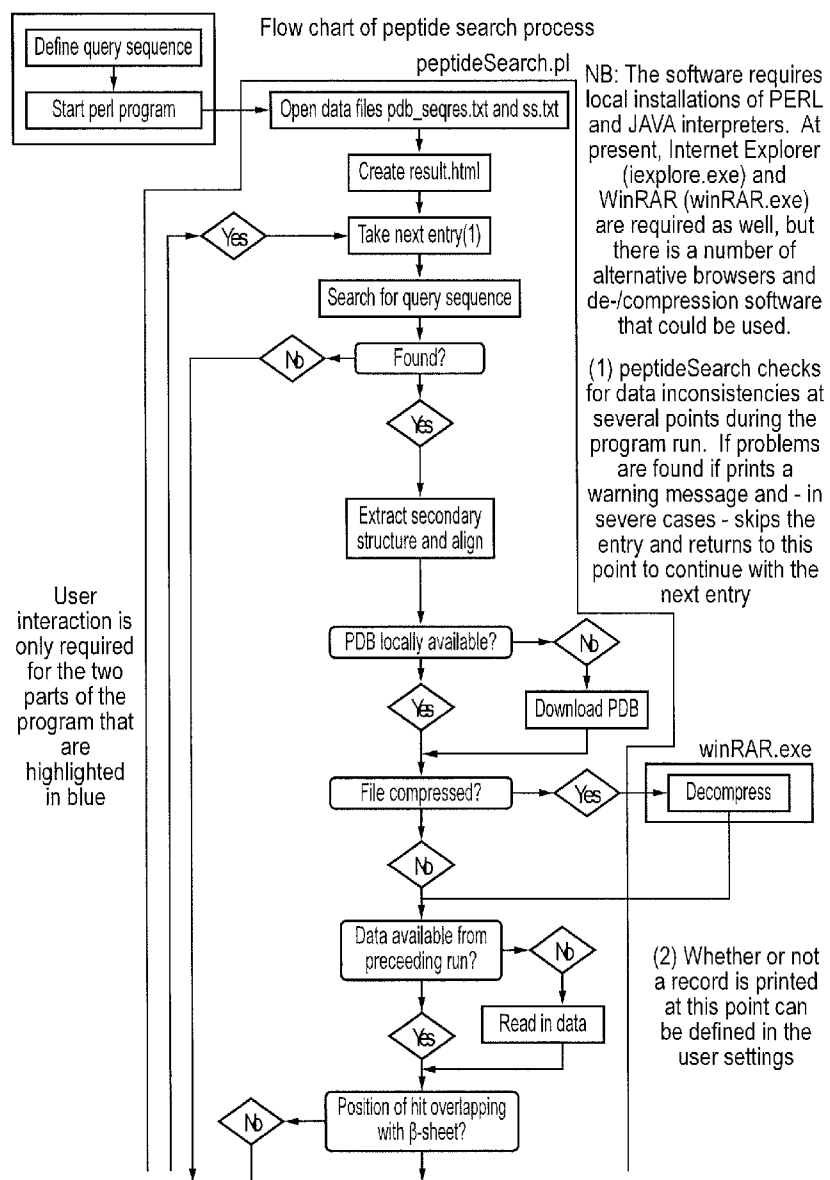 Flow chart of peptide search process
Define query sequence
Start perl program
peptideSearch.pl
Open data files pdb_seqres.txt and ss.txt
Create result.html
Yes
Take next entry(1)
Search for query sequence
No
Found?
Yes
Extract secondary
structure and align
PDB locally available?
No
Yes
Download PDB
winRAR.exe
File compressed?
Yes
Decompress
No
Data available from
preceeding run?
No
Yes
Read in data
No
Position of hit overlapping
with β-sheet?
NB: The software requires
local installations of PERL
and JAVA interpreters. At
present, Internet Explorer
(iexplore.exe) and
WinRAR (winRAR.exe)
are required as well, but
there is a number of
alternative browsers and
de-/compression software
that could be used.
(1) peptideSearch checks
for data inconsistencies at
several points during the
program run. If problems
are found if prints a
warning message and - in
severe cases - skips the
entry and returns to this
point to continue with the
next entry
User
interaction is
only required
for the two
parts of the
program that
are
highlighted
in blue
(2) Whether or not
a record is printed
at this point can
be defined in the
user settings